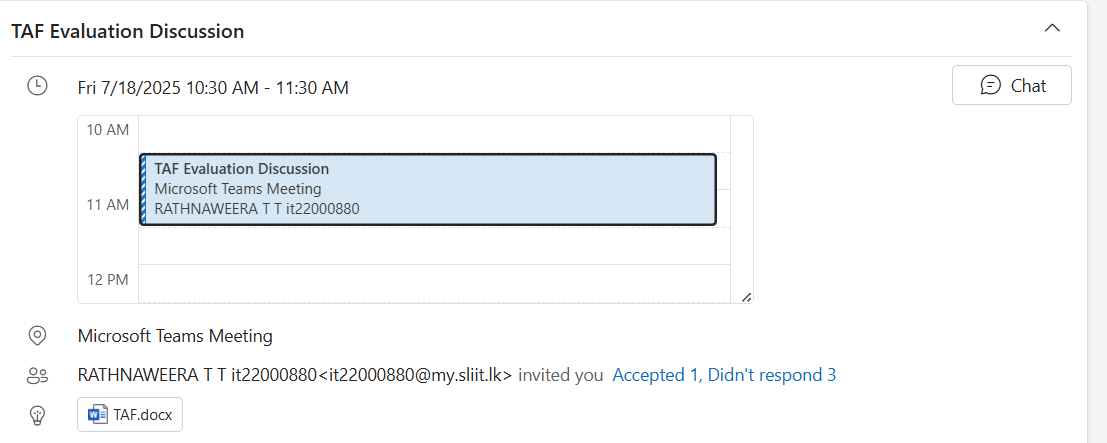 TAF Evaluation Discussion
Fri 7/18/2025 10:30 AM - 11:30 AM
Chat
10 AM
TAF Evaluation Discussion
Microsoft Teams Meeting
11 AM
RATHNAWEERA T T it22000880
12 PM
Microsoft Teams Meeting
RATHNAWEERA T T it22000880<it22000880@my.sliit.lk> invited you Accepted 1, Didn't respond 3
TAF.docx